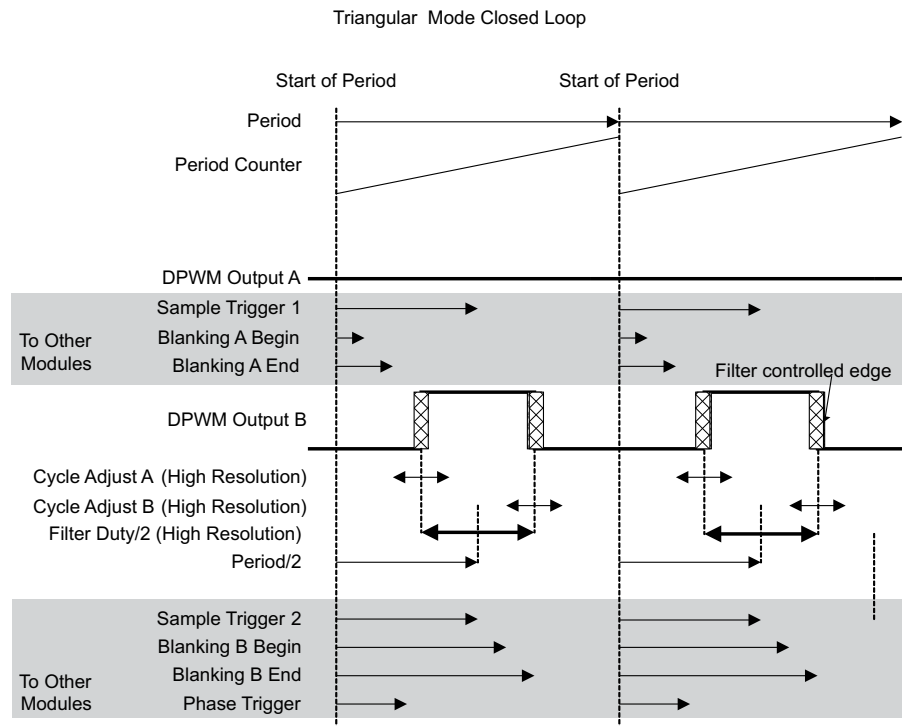 Triangular Mode Closed Loop
Start of Period
Start of Period
Period
Period Counter
DPWM Output A
Sample Trigger 1
To Other
Modules
Blanking A Begin
Blanking A End
Filter controlled edge
DPWM Output B
Cycle Adjust A (High Resolution)
Cycle Adjust B (High Resolution)
Filter Duty/2 (High Resolution)
Period/2
Sample Trigger 2
Blanking B Begin
Blanking B End
To Other
Modules
Phase Trigger